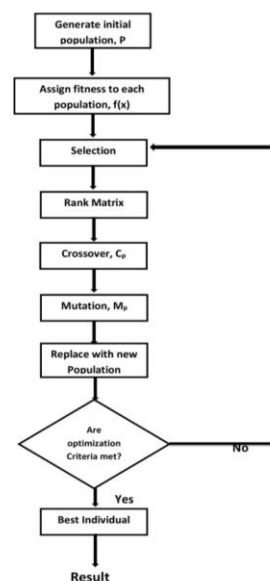 Generate initial
population, P
Assign fitness to each
population, f(x)
Selection
Rank Matrix
Crossover, Cₚ
Mutation, Mₚ
Replace with new
Population
Are
optimization
Criteria met?
No
Yes
Best Individual
Result